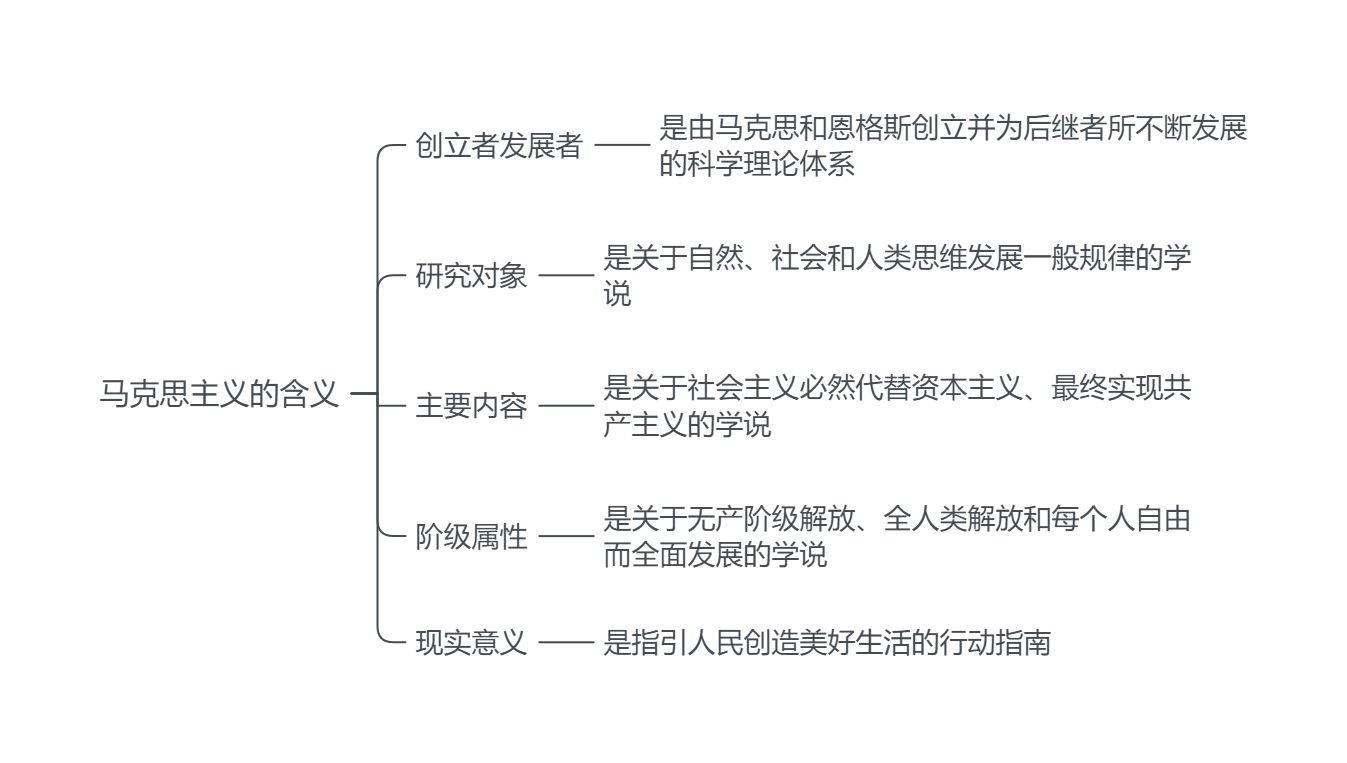 创立者发展者
是由马克思和恩格斯创立并为后继者所不断发展
的科学理论体系
研究对象
是关于自然、社会和人类思维发展一般规律的学
说
马克思主义的含义
主要内容
是关于社会主义必然代替资本主义、最终实现共
产主义的学说
阶级属性
是关于无产阶级解放、全人类解放和每个人自由
而全面发展的学说
现实意义
是指引人民创造美好生活的行动指南